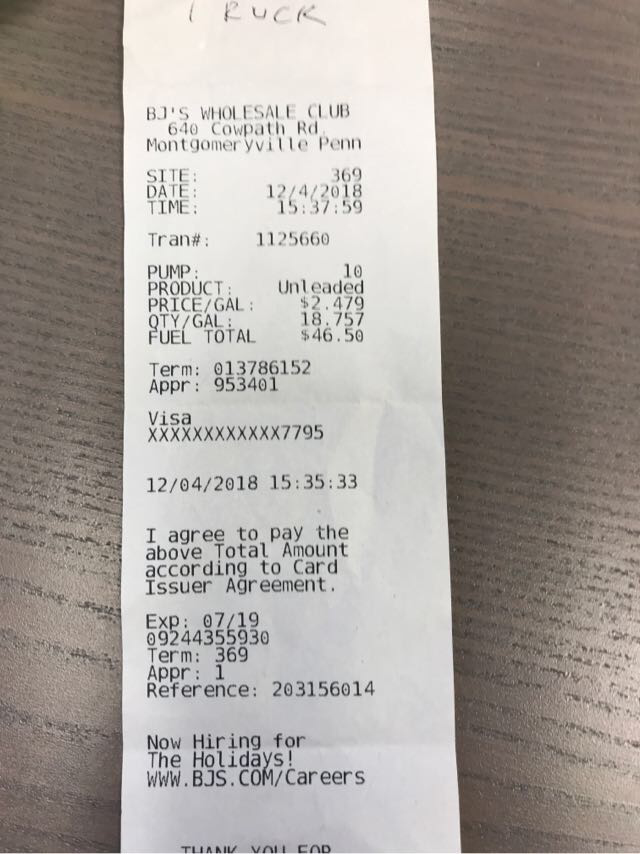 TRUCK
BJ'S WHOLESALE CLUB
640 Cowpath Rd.
Montgomeryville Penn
SITE: 369
DATE: 12/4/2018
TIME: 15:37:59
Tran#: 1125660
PUMP: 10
PRODUCT: Unleaded
PRICE/GAL: $2.479
QTY/GAL: 18.757
FUEL TOTAL $46.50
Term: 013786152
Appr: 953401
Visa
XXXXXXXXXXXX7795
12/04/2018 15:35:33
I agree to pay the
above Total Amount
according to Card
Issuer Agreement.
Exp: 07/19
09244355930
Term: 369
Appr: 1
Reference: 203156014
Now Hiring for
The Holidays!
WWW.BJS.COM/Careers
THANK YOU FOR